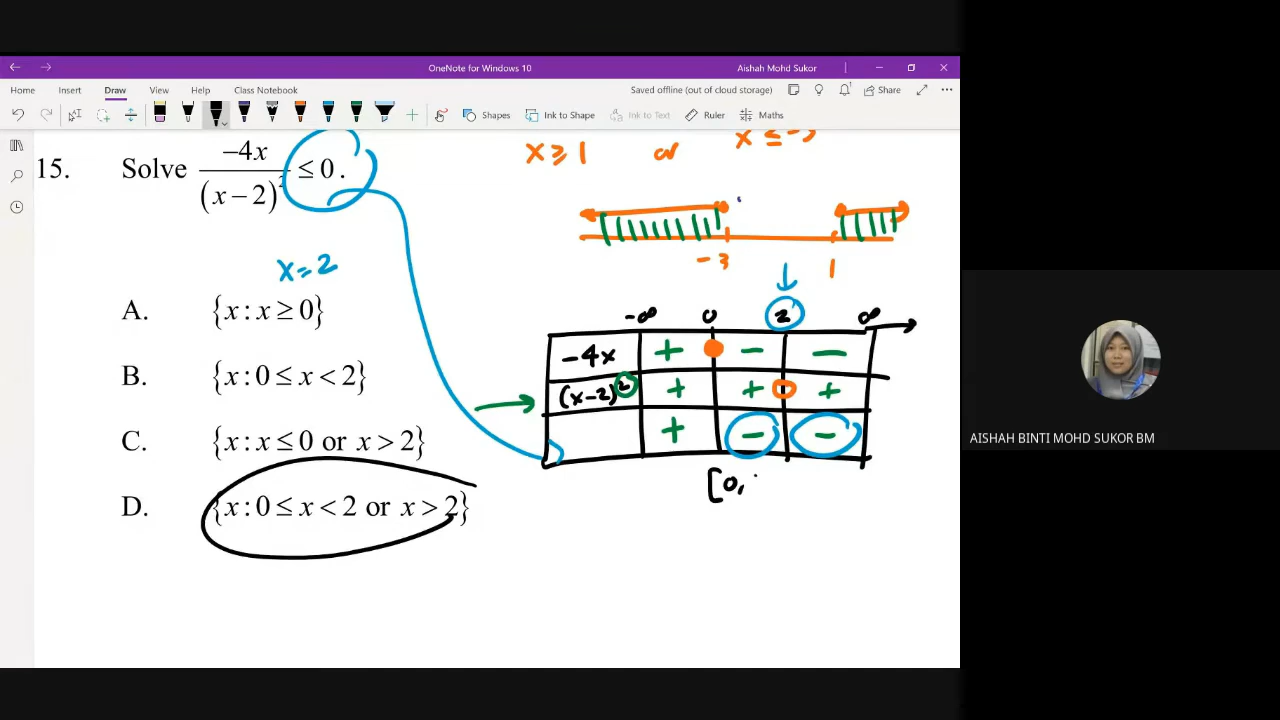 OneNote for Windows 10
Aishah Mohd Sukor
Home Insert Draw View Help Class Notebook
Saved offline (out of cloud storage)
Share
Shapes
Ink to Shape
Ink to Text
Ruler
Maths
x ≥ 1 or x ≤ -3
15. Solve -4x/(x-2)² ≤ 0.
-3 1
x=2
A. {x : x ≥ 0}
B. {x : 0 ≤ x < 2}
C. {x : x ≤ 0 or x > 2}
D. {x : 0 ≤ x < 2 or x > 2}
-∞ 0 2 ∞
-4x + - -
(x-2)² + + +
+ - -
[0,
AISHAH BINTI MOHD SUKOR BM